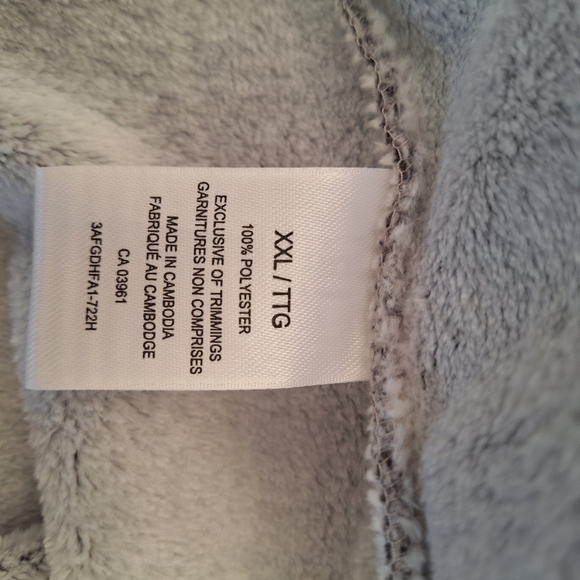 XXL / TTG
100% POLYESTER
EXCLUSIVE OF TRIMMINGS
GARNITURES NON COMPRISES
MADE IN CAMBODIA
FABRIQUÉ AU CAMBODGE
CA 03961
3AFGDHFA1-722H